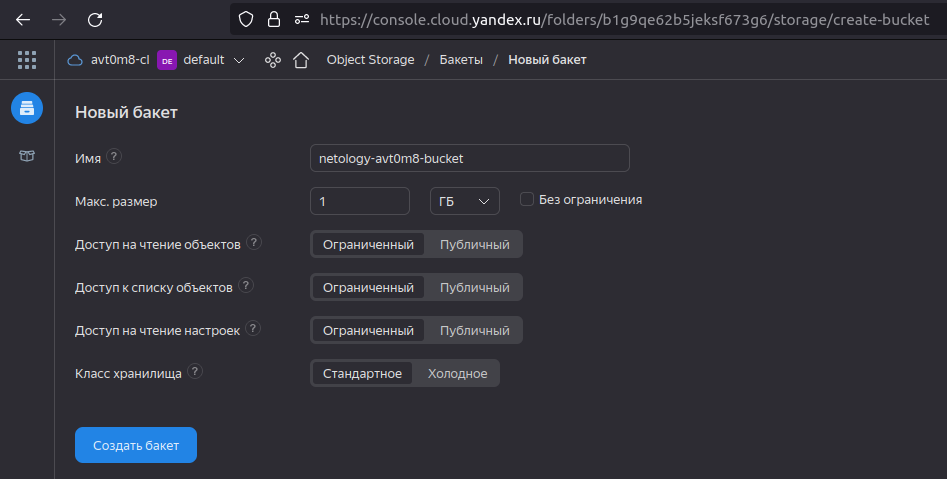 https://console.cloud.yandex.ru/folders/b1g9qe62b5jeksf673g6/storage/create-bucket
avt0m8-cl DE default Object Storage / Бакеты / Новый бакет
Новый бакет
Имя ? netology-avt0m8-bucket
Макс. размер 1 ГБ Без ограничения
Доступ на чтение объектов ? Ограниченный Публичный
Доступ к списку объектов ? Ограниченный Публичный
Доступ на чтение настроек ? Ограниченный Публичный
Класс хранилища ? Стандартное Холодное
Создать бакет